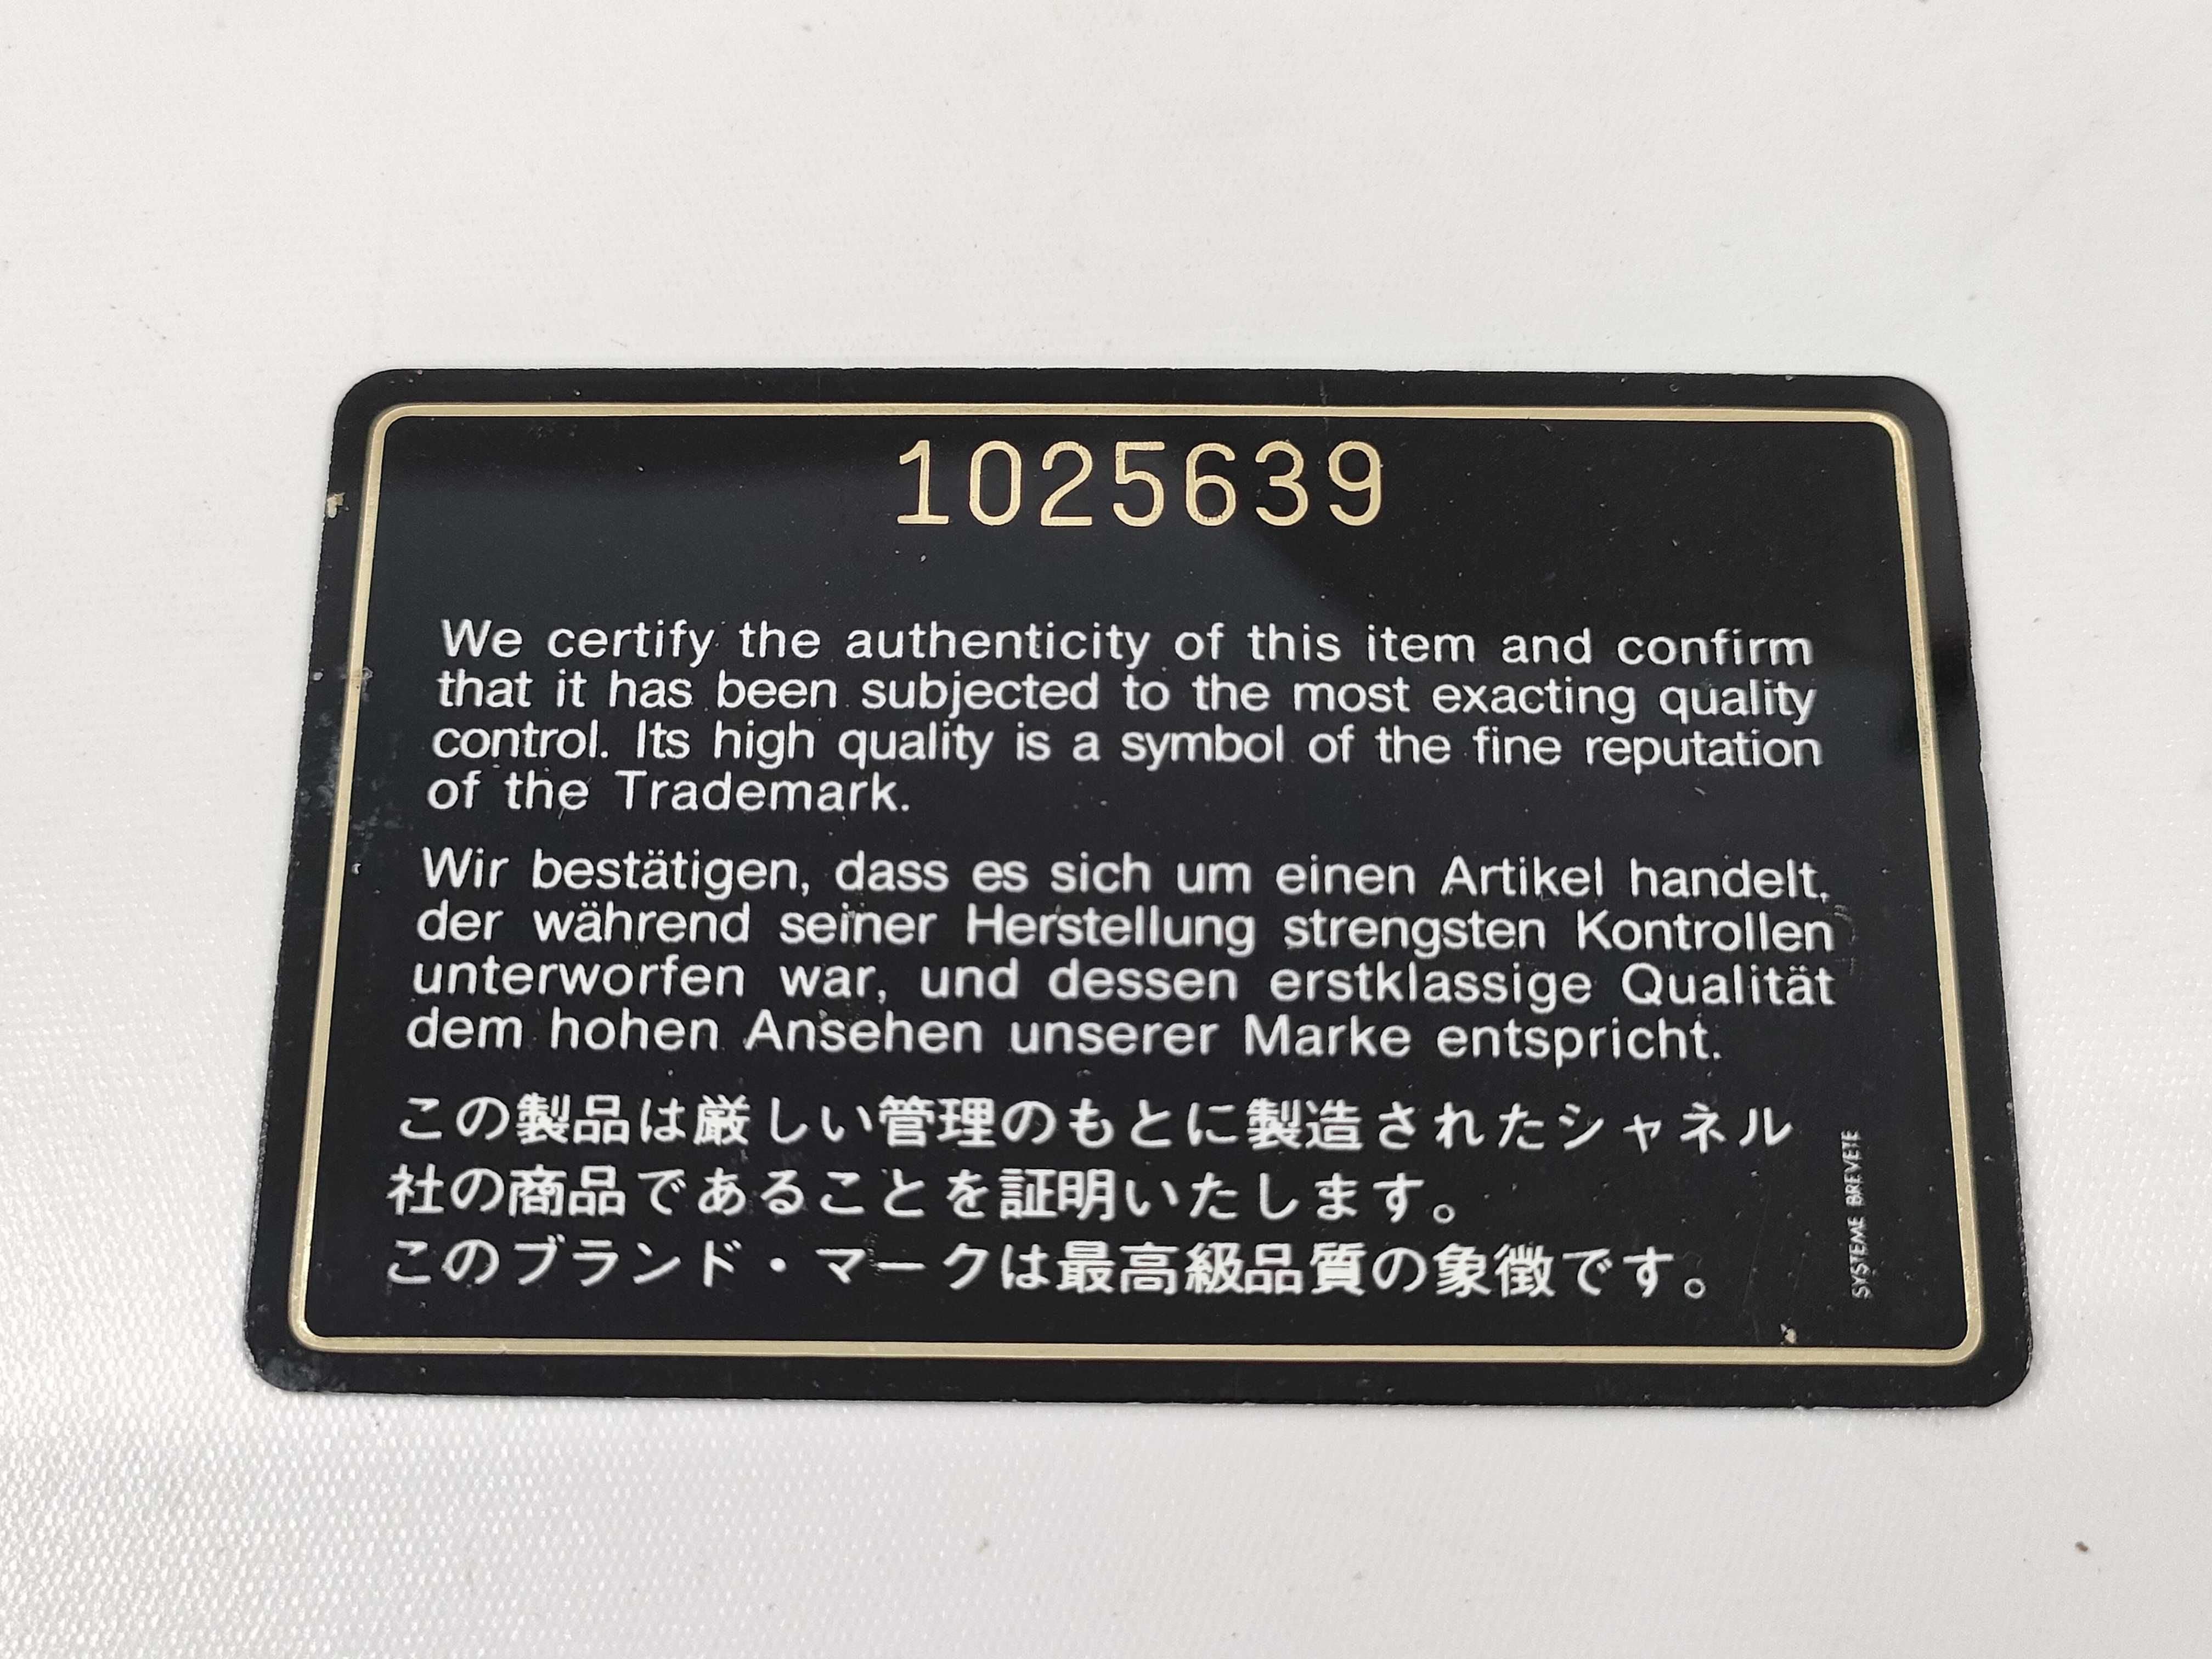 1025639
We certify the authenticity of this item and confirm
that it has been subjected to the most exacting quality
control. Its high quality is a symbol of the fine reputation
of the Trademark.
Wir bestätigen, dass es sich um einen Artikel handelt,
der während seiner Herstellung strengsten Kontrollen
unterworfen war, und dessen erstklassige Qualität
dem hohen Ansehen unserer Marke entspricht.
この製品は厳しい管理のもとに製造されたシャネル
社の商品であることを証明いたします。
このブランド・マークは最高級品質の象徴です。
SYSTEME BREVETE